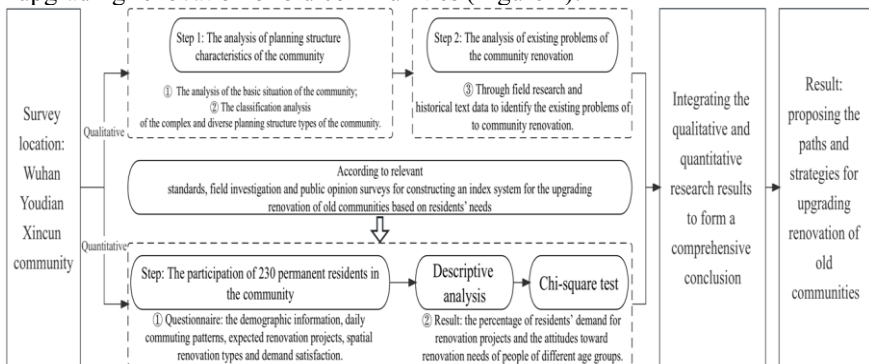 Survey
location:
Wuhan
Youdian
Xincun
community
Qualitative
Quantitative
Step 1: The analysis of planning structure
characteristics of the community
① The analysis of the basic situation of the community;
② The classification analysis
of the complex and diverse planning structure types of the community.
Step 2: The analysis of existing problems of
the community renovation
③ Through field research and
historical text data to identify the existing problems of
to community renovation.
According to relevant
standards, field investigation and public opinion surveys for constructing an index system for the upgrading
renovation of old communities based on residents' needs
Step: The participation of 230 permanent residents in
the community
① Questionnaire: the demographic information, daily
commuting patterns, expected renovation projects, spatial
renovation types and demand satisfaction.
Descriptive
analysis
Chi-square test
② Result: the percentage of residents' demand for
renovation projects and the attitudes toward
renovation needs of people of different age groups.
Integrating the
qualitative and
quantitative
research results
to form a
comprehensive
conclusion
Result:
proposing the
paths and
strategies for
upgrading
renovation of
old
communities